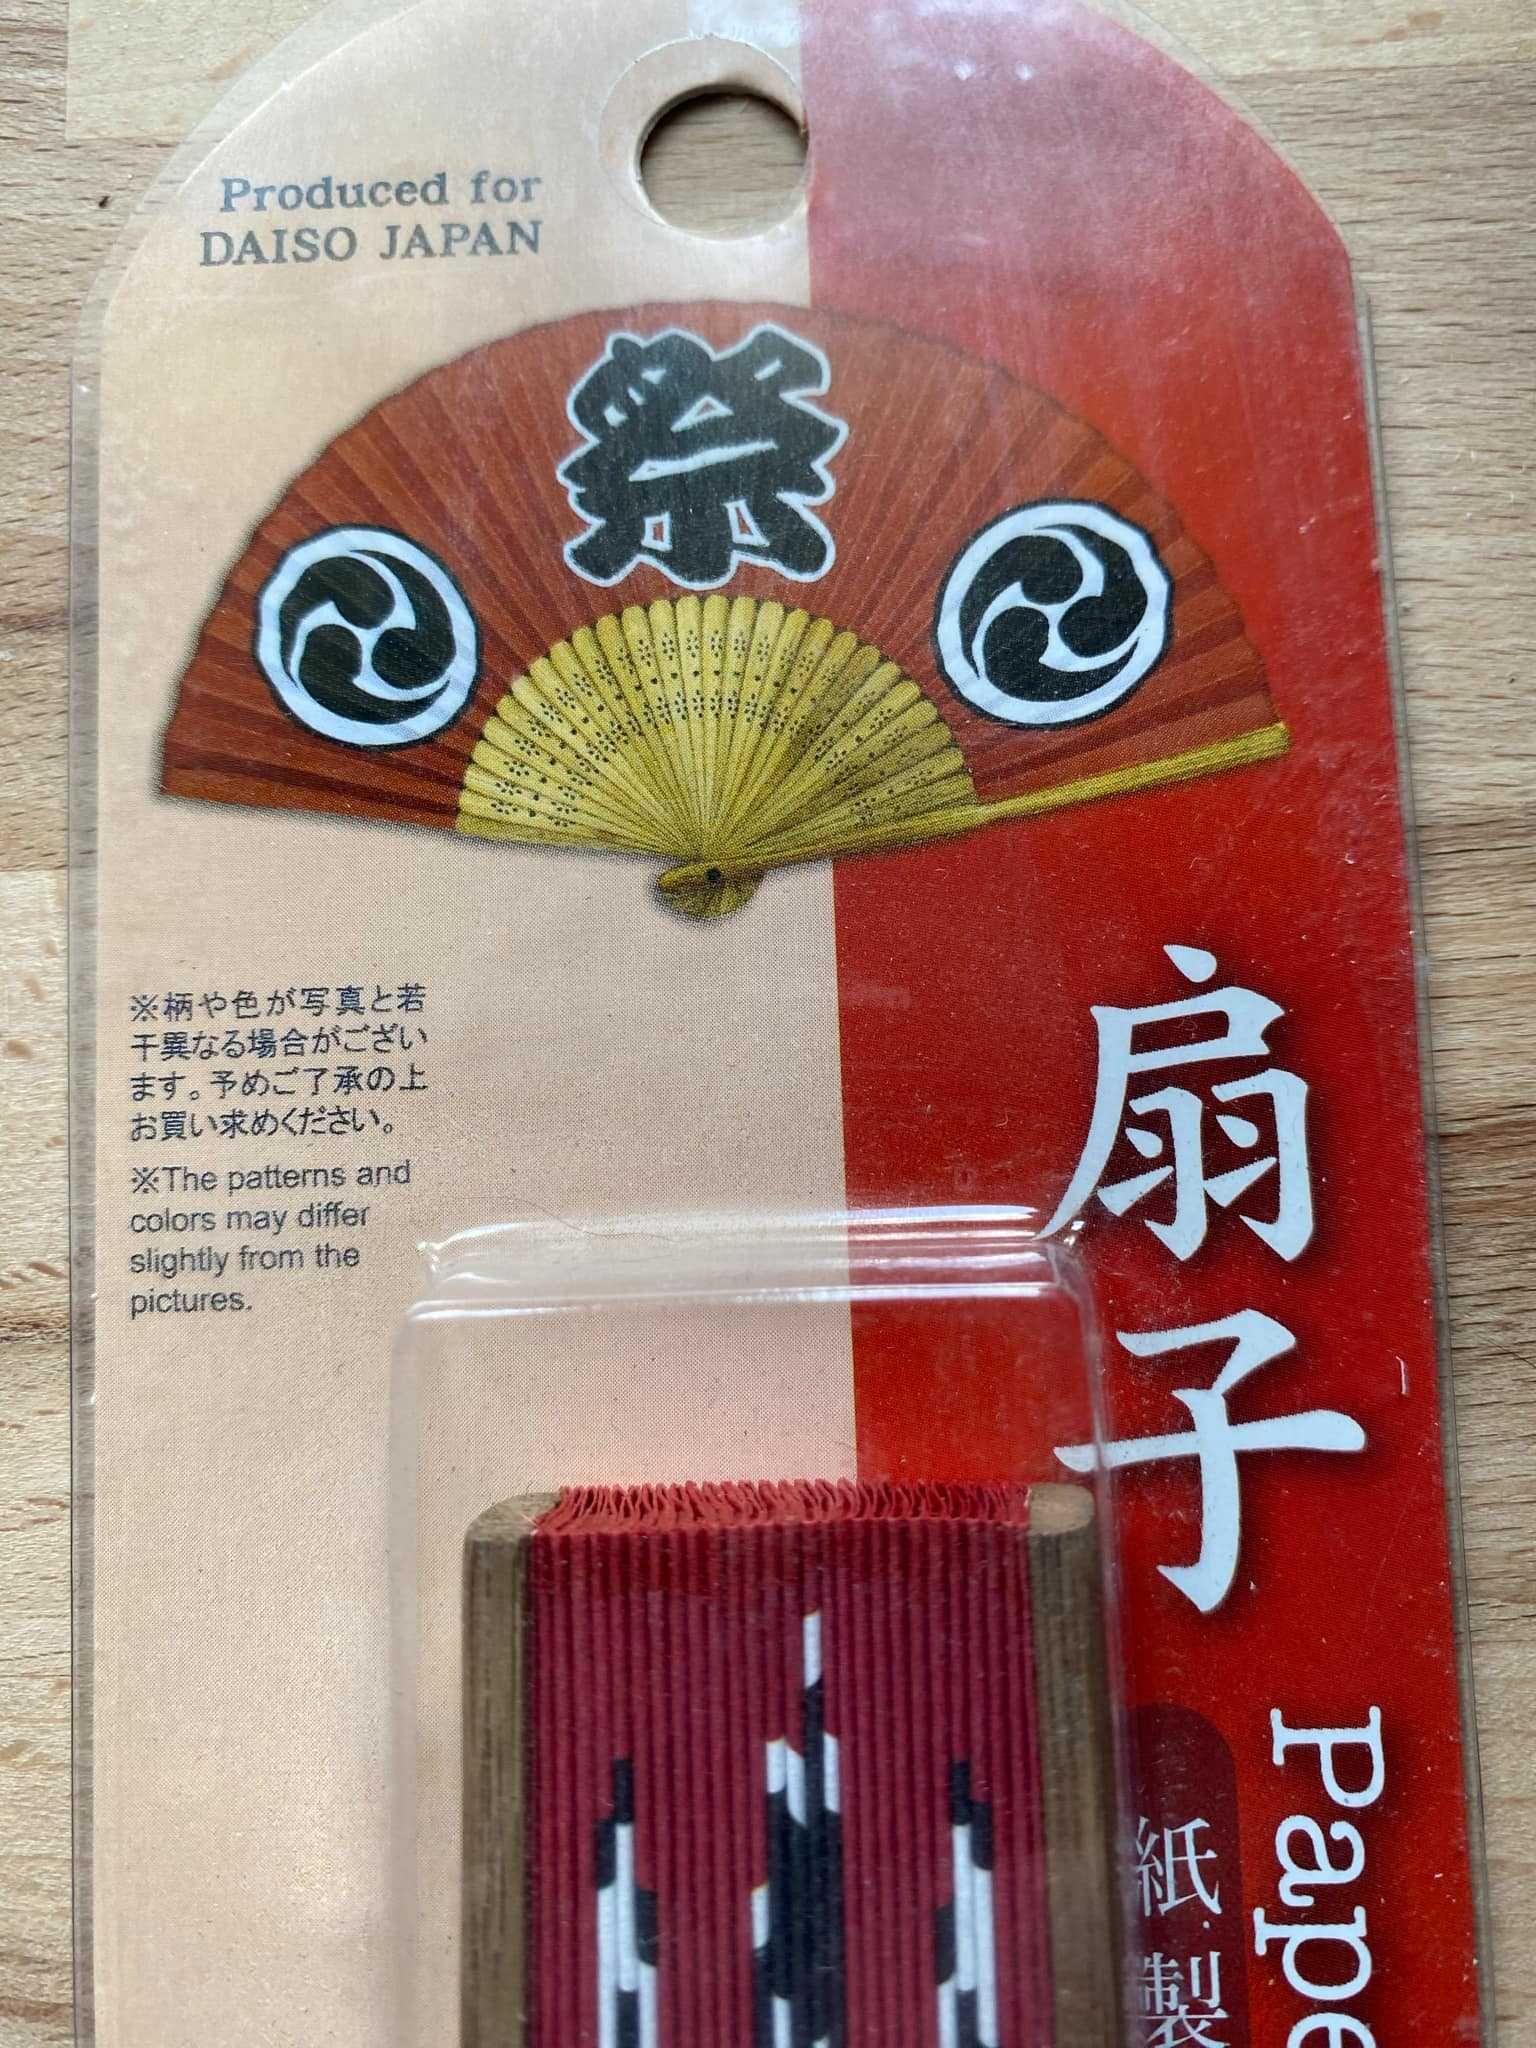 Produced for
DAISO JAPAN
祭
※柄や色が写真と若
干異なる場合がござい
ます。予めご了承の上
お買い求めください。
※The patterns and
colors may differ
slightly from the
pictures.
扇子
Pape
紙製